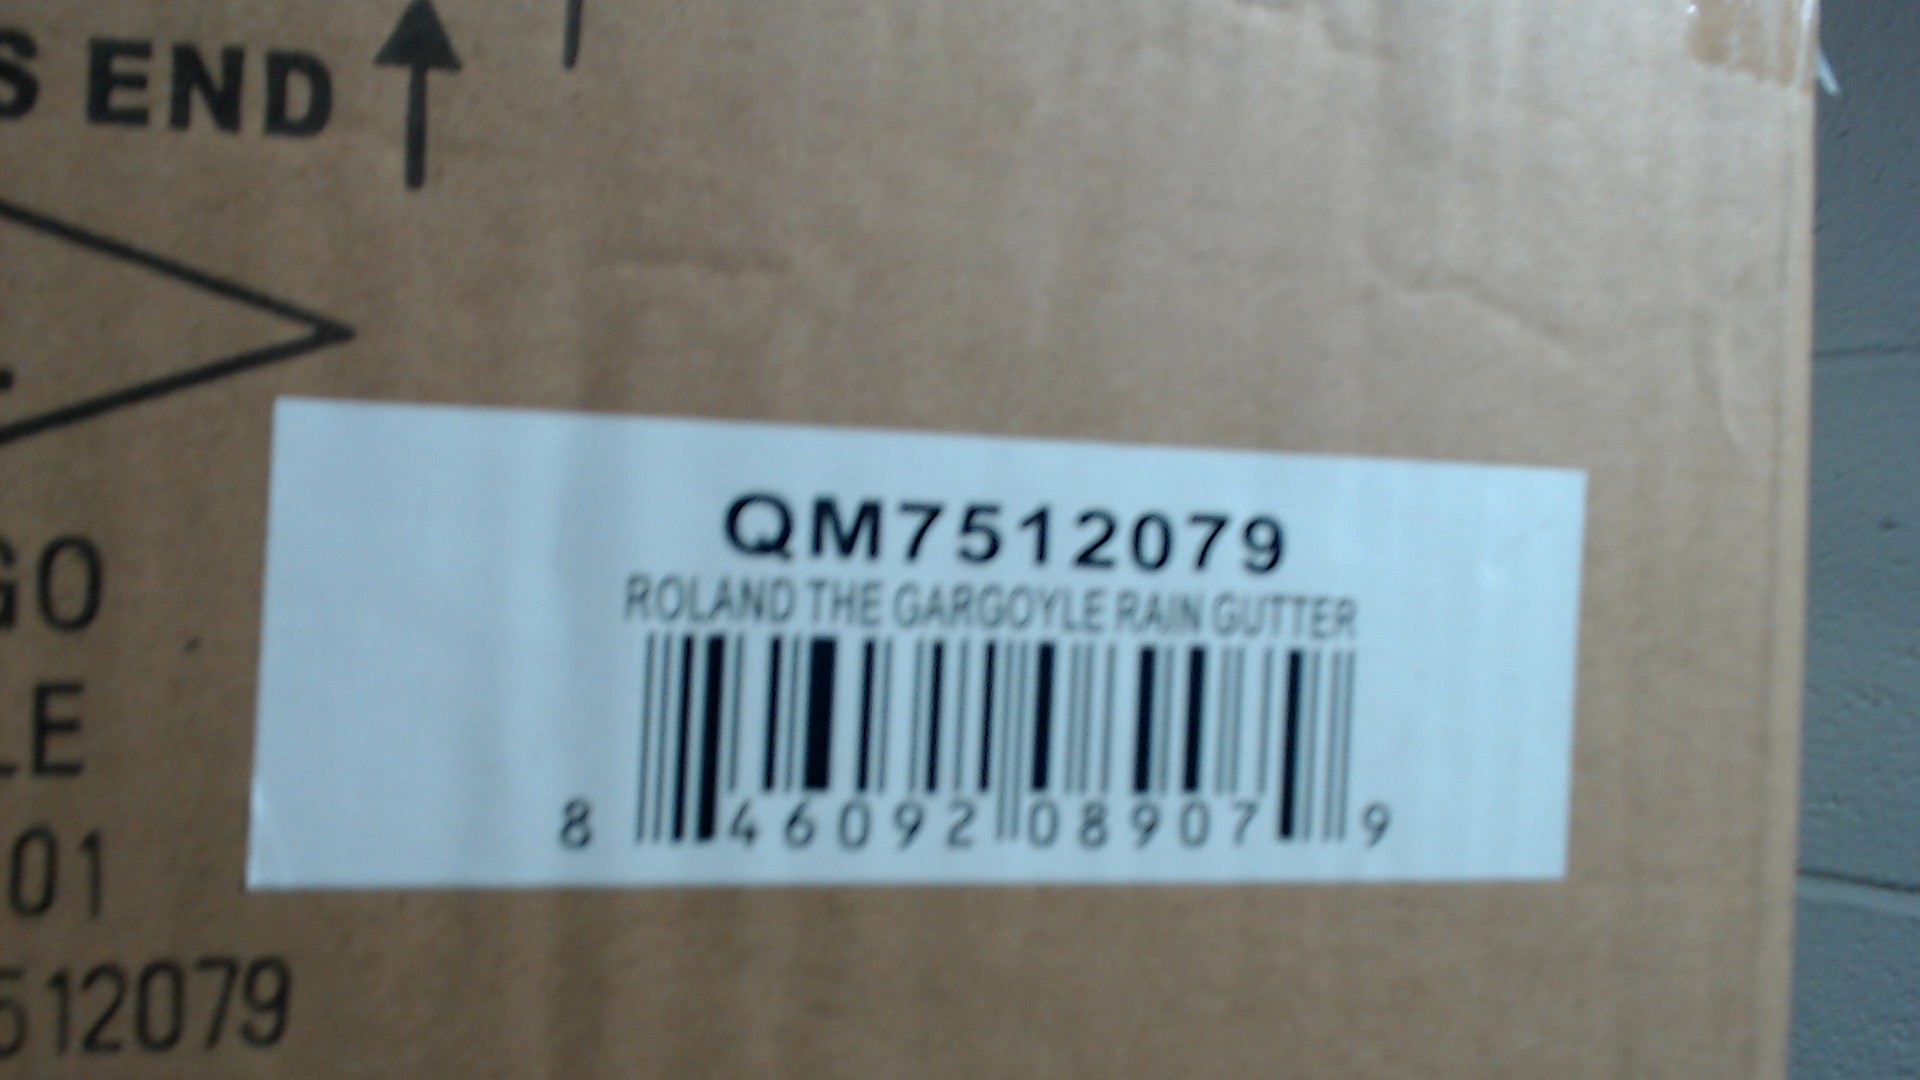 S END
GO
LE
01
512079
QM7512079
ROLAND THE GARGOYLE RAIN GUTTER
8 46092 08907 9